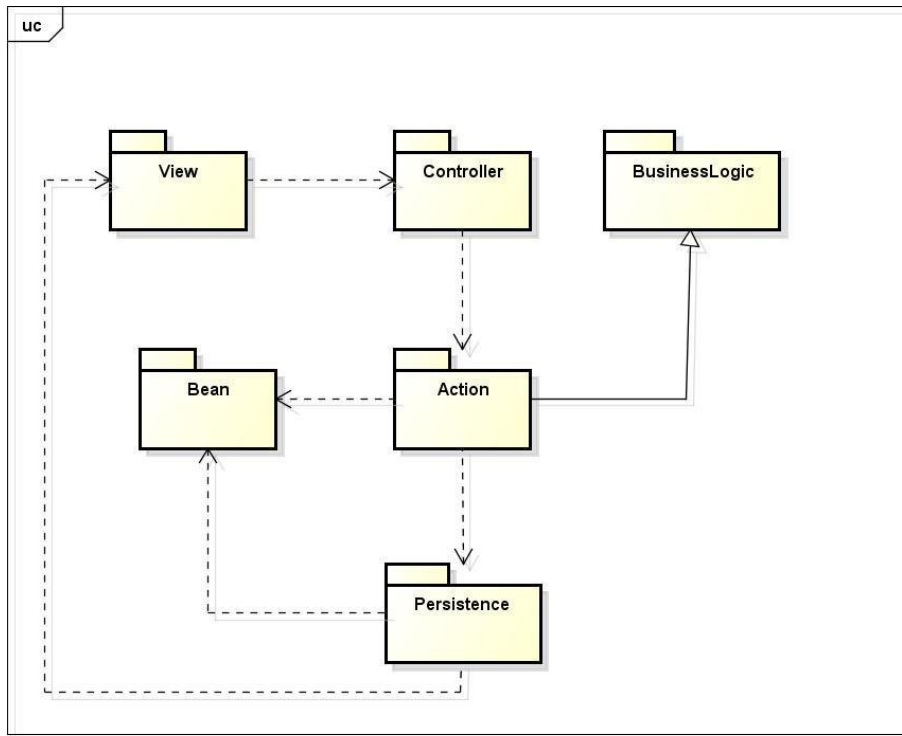 uc
View
Controller
BusinessLogic
Bean
Action
Persistence